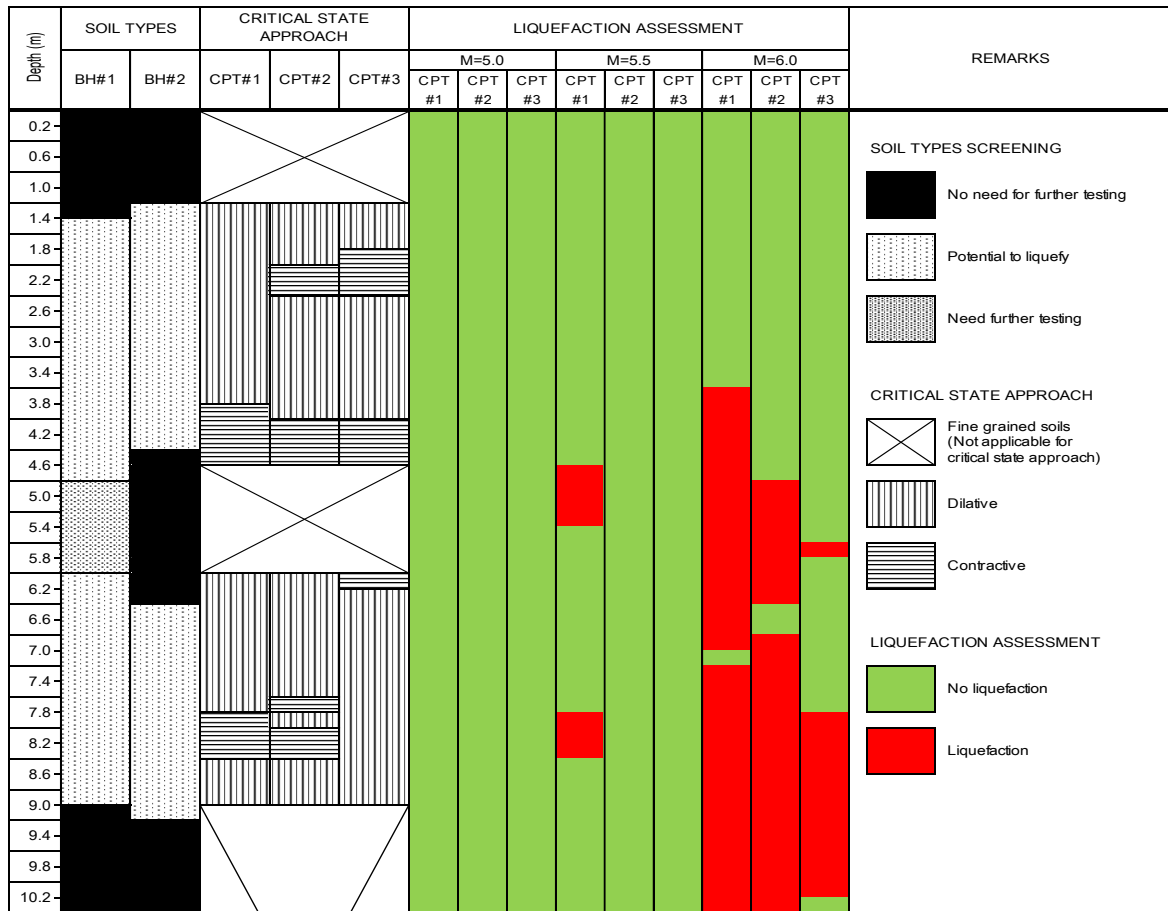 Depth (m)
SOIL TYPES
CRITICAL STATE
APPROACH
LIQUEFACTION ASSESSMENT
REMARKS
BH#1
BH#2
CPT#1
CPT#2
CPT#3
M=5.0
M=5.5
M=6.0
CPT
#1
CPT
#2
CPT
#3
CPT
#1
CPT
#2
CPT
#3
CPT
#1
CPT
#2
CPT
#3
0.2
0.6
1.0
1.4
1.8
2.2
2.6
3.0
3.4
3.8
4.2
4.6
5.0
5.4
5.8
6.2
6.6
7.0
7.4
7.8
8.2
8.6
9.0
9.4
9.8
10.2
SOIL TYPES SCREENING
No need for further testing
Potential to liquefy
Need further testing
CRITICAL STATE APPROACH
Fine grained soils
(Not applicable for
critical state approach)
Dilative
Contractive
LIQUEFACTION ASSESSMENT
No liquefaction
Liquefaction